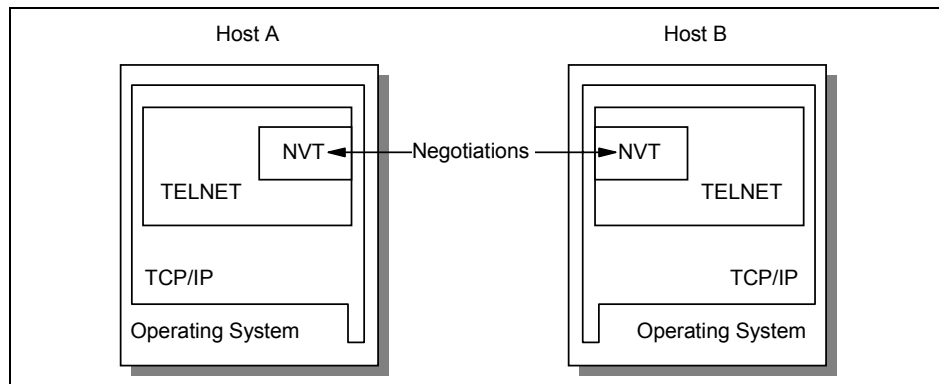 Host A
Host B
NVT
Negotiations
NVT
TELNET
TELNET
TCP/IP
TCP/IP
Operating System
Operating System